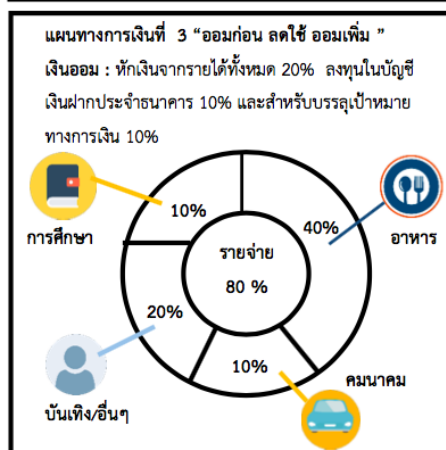 แผนทางการเงินที่ 3 “ออมก่อน ลดใช้ ออมเพิ่ม ”
เงินออม : หักเงินจากรายได้ทั้งหมด 20% ลงทุนในบัญชี
เงินฝากประจำธนาคาร 10% และสำหรับบรรลุเป้าหมาย
ทางการเงิน 10%
10%
40%
การศึกษา
อาหาร
รายจ่าย
80 %
20%
10%
คมนาคม
บันเทิง/อื่นๆ